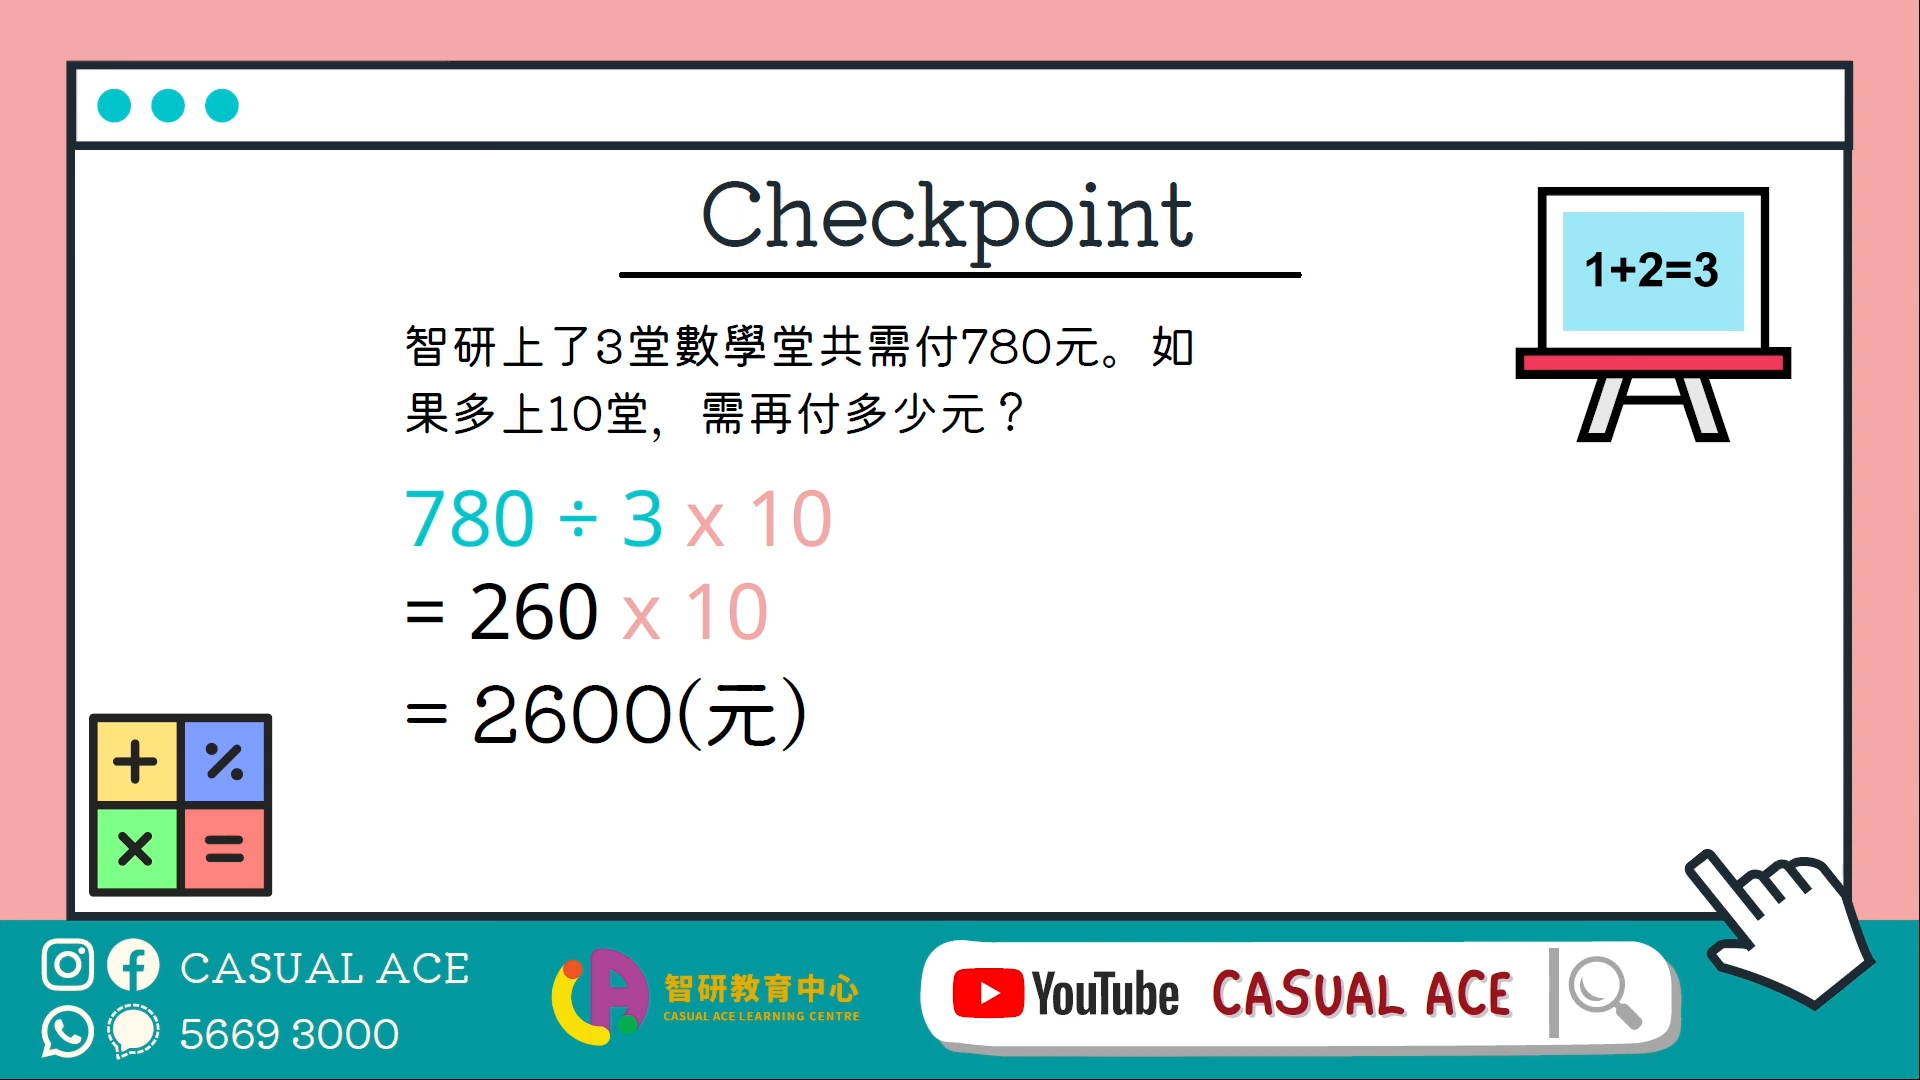 Checkpoint
1+2=3
智研上了3堂數學堂共需付780元。如
果多上10堂，需再付多少元？
780 ÷ 3 x 10
= 260 x 10
= 2600(元)
CASUAL ACE
5669 3000
智研教育中心
CASUAL ACE LEARNING CENTRE
YouTube CASUAL ACE